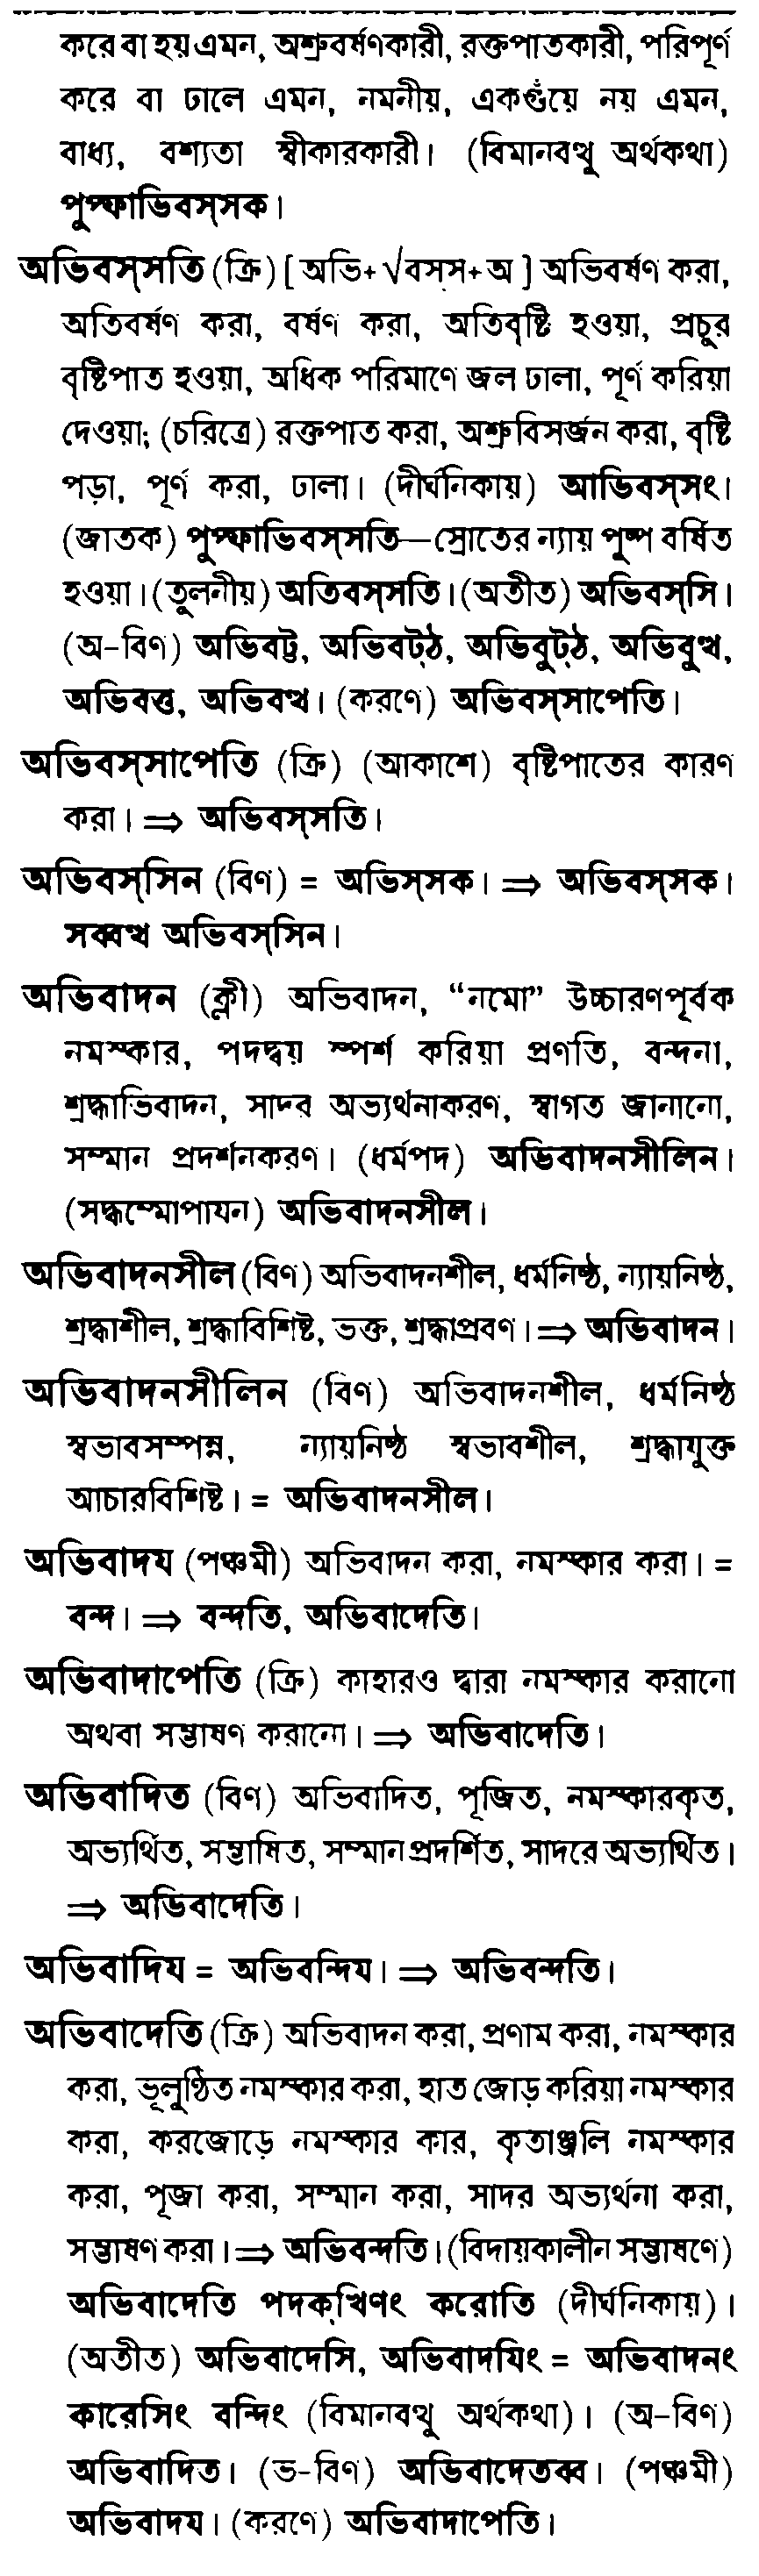 করে বা হয় এমন, অশ্রুবর্ষণকারী, রক্তপাতকারী, পরিপূর্ণ
করে বা ঢালে এমন, নমনীয়, একগুঁয়ে নয় এমন,
বাধ্য, বশ্যতা স্বীকারকারী। (বিমানবত্থু অর্থকথা)
পুপ্ফাভিবস্সক।
অভিবস্সতি (ক্রি) [ অভি+ √বস্স+ অ ] অভিবর্ষণ করা,
অতিবর্ষণ করা, বর্ষণ করা, অতিবৃষ্টি হওয়া, প্রচুর
বৃষ্টিপাত হওয়া, অধিক পরিমাণে জল ঢালা, পূর্ণ করিয়া
দেওয়া; (চরিত্রে) রক্তপাত করা, অশ্রুবিসর্জন করা, বৃষ্টি
পড়া, পূর্ণ করা, ঢালা। (দীর্ঘনিকায়) আভিবস্সং।
(জাতক) পুপ্ফাভিবস্সতি—স্রোতের ন্যায় পুষ্প বর্ষিত
হওয়া। (তুলনীয়) অতিবস্সতি। (অতীত) অভিবস্সি।
(অ-বিণ) অভিবট্ট, অভিবট্ঠ, অভিবুট্ঠ, অভিবুত্থ,
অভিবত্ত, অভিবত্থ। (করণে) অভিবস্সাপেতি।
অভিবস্সাপেতি (ক্রি) (আকাশে) বৃষ্টিপাতের কারণ
করা। ⇒ অভিবস্সতি।
অভিবস্সিন (বিণ) = অভিস্সক। ⇒ অভিবস্সক।
সব্বত্থ অভিবস্সিন।
অভিবাদন (ক্লী) অভিবাদন, “নমো” উচ্চারণপূর্বক
নমস্কার, পদদ্বয় স্পর্শ করিয়া প্রণতি, বন্দনা,
শ্রদ্ধাভিবাদন, সাদর অভ্যর্থনাকরণ, স্বাগত জানানো,
সম্মান প্রদর্শনকরণ। (ধর্মপদ) অভিবাদনসীলিন।
(সদ্ধম্মোপাযন) অভিবাদনসীল।
অভিবাদনসীল (বিণ) অভিবাদনশীল, ধর্মনিষ্ঠ, ন্যায়নিষ্ঠ,
শ্রদ্ধাশীল, শ্রদ্ধাবিশিষ্ট, ভক্ত, শ্রদ্ধাপ্রবণ। ⇒ অভিবাদন।
অভিবাদনসীলিন (বিণ) অভিবাদনশীল, ধর্মনিষ্ঠ
স্বভাবসম্পন্ন, ন্যায়নিষ্ঠ স্বভাবশীল, শ্রদ্ধাযুক্ত
আচারবিশিষ্ট। = অভিবাদনসীল।
অভিবাদয (পঞ্চমী) অভিবাদন করা, নমস্কার করা। =
বন্দ। ⇒ বন্দতি, অভিবাদেতি।
অভিবাদাপেতি (ক্রি) কাহারও দ্বারা নমস্কার করানো
অথবা সম্ভাষণ করানো। ⇒ অভিবাদেতি।
অভিবাদিত (বিণ) অভিবাদিত, পূজিত, নমস্কারকৃত,
অভ্যর্থিত, সম্ভাষিত, সম্মান প্রদর্শিত, সাদরে অভ্যর্থিত।
⇒ অভিবাদেতি।
অভিবাদিয = অভিবন্দিয। ⇒ অভিবন্দতি।
অভিবাদেতি (ক্রি) অভিবাদন করা, প্রণাম করা, নমস্কার
করা, ভূলুণ্ঠিত নমস্কার করা, হাত জোড় করিয়া নমস্কার
করা, করজোড়ে নমস্কার কার, কৃতাঞ্জলি নমস্কার
করা, পূজা করা, সম্মান করা, সাদর অভ্যর্থনা করা,
সম্ভাষণ করা। ⇒ অভিবন্দতি। (বিদায়কালীন সম্ভাষণে)
অভিবাদেতি পদক্খিণং করোতি (দীর্ঘনিকায়)।
(অতীত) অভিবাদেসি, অভিবাদযিং = অভিবাদনং
কারেসিং বন্দিং (বিমানবত্থু অর্থকথা)। (অ-বিণ)
অভিবাদিত। (ভ-বিণ) অভিবাদেতব্ব। (পঞ্চমী)
অভিবাদয। (করণে) অভিবাদাপেতি।